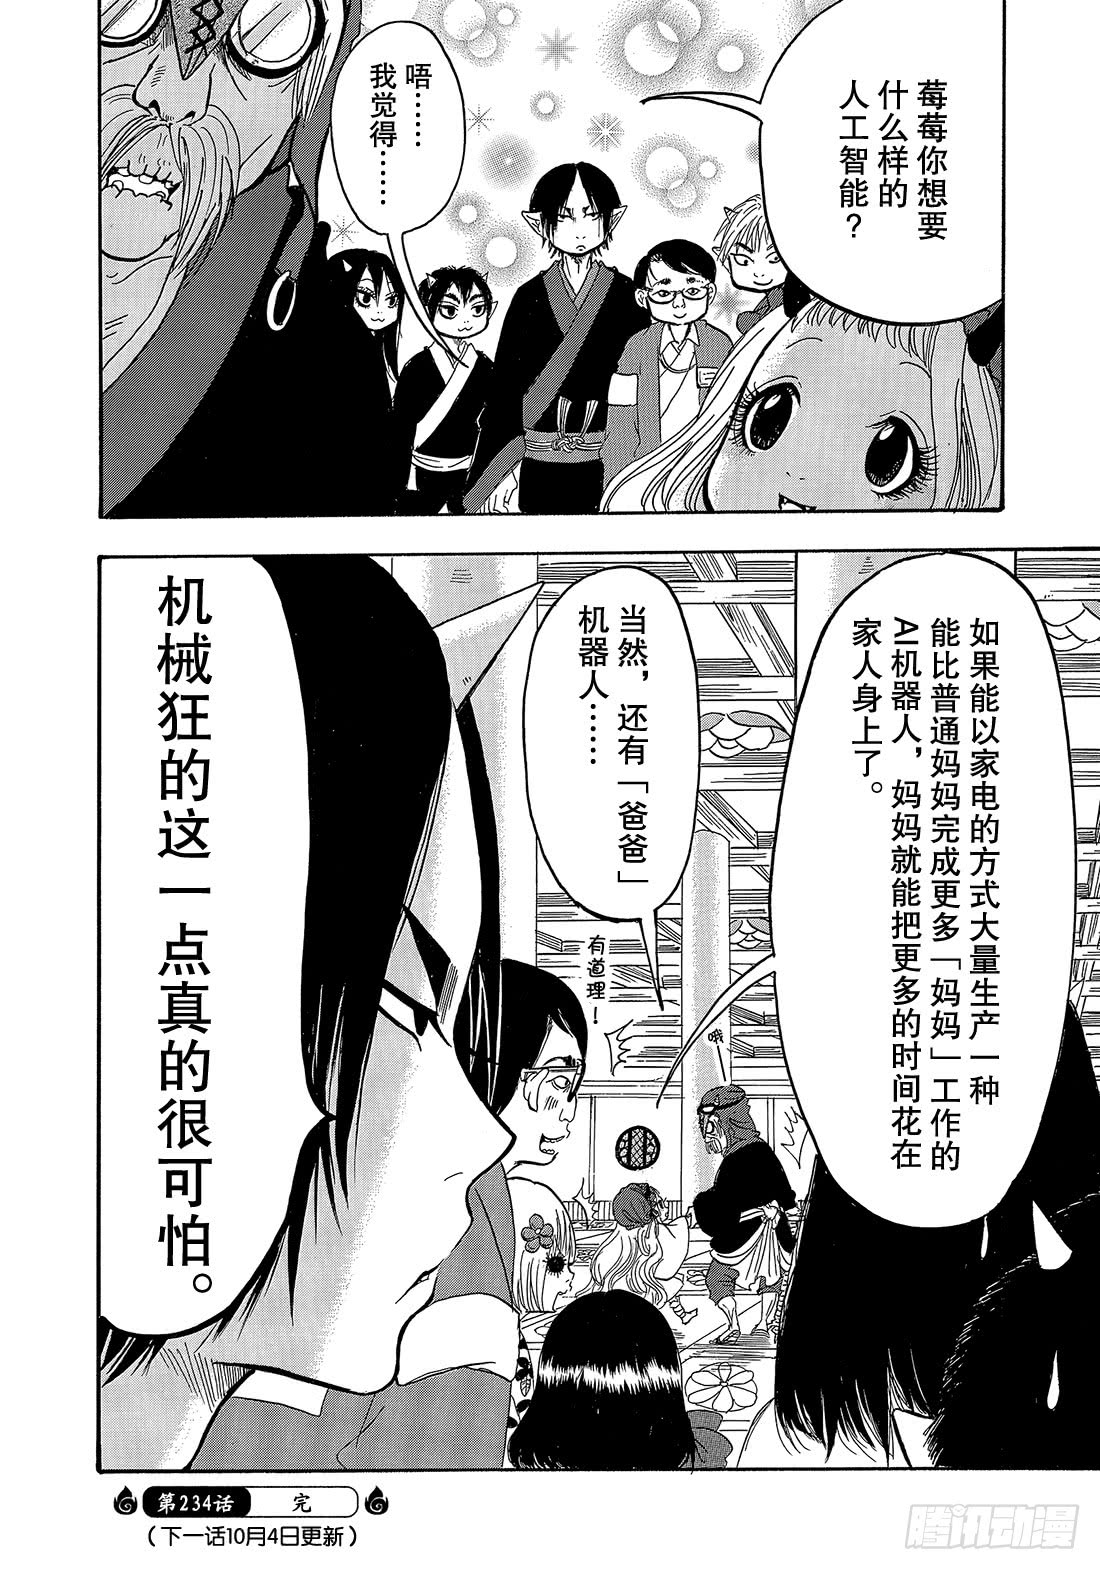 莓莓你想要
什么样的
人工智能？
唔……
我觉得……
如果能以家电的方式大量生产一种
能比普通妈妈完成更多「妈妈」工作的
AI机器人，妈妈就能把更多的时间花在
家人身上了。
当然，还有「爸爸」
机器人……
有道理！
哦—
机械狂的这一点真的很可怕。
第234话 完
（下一话10月4日更新）
腾讯动漫